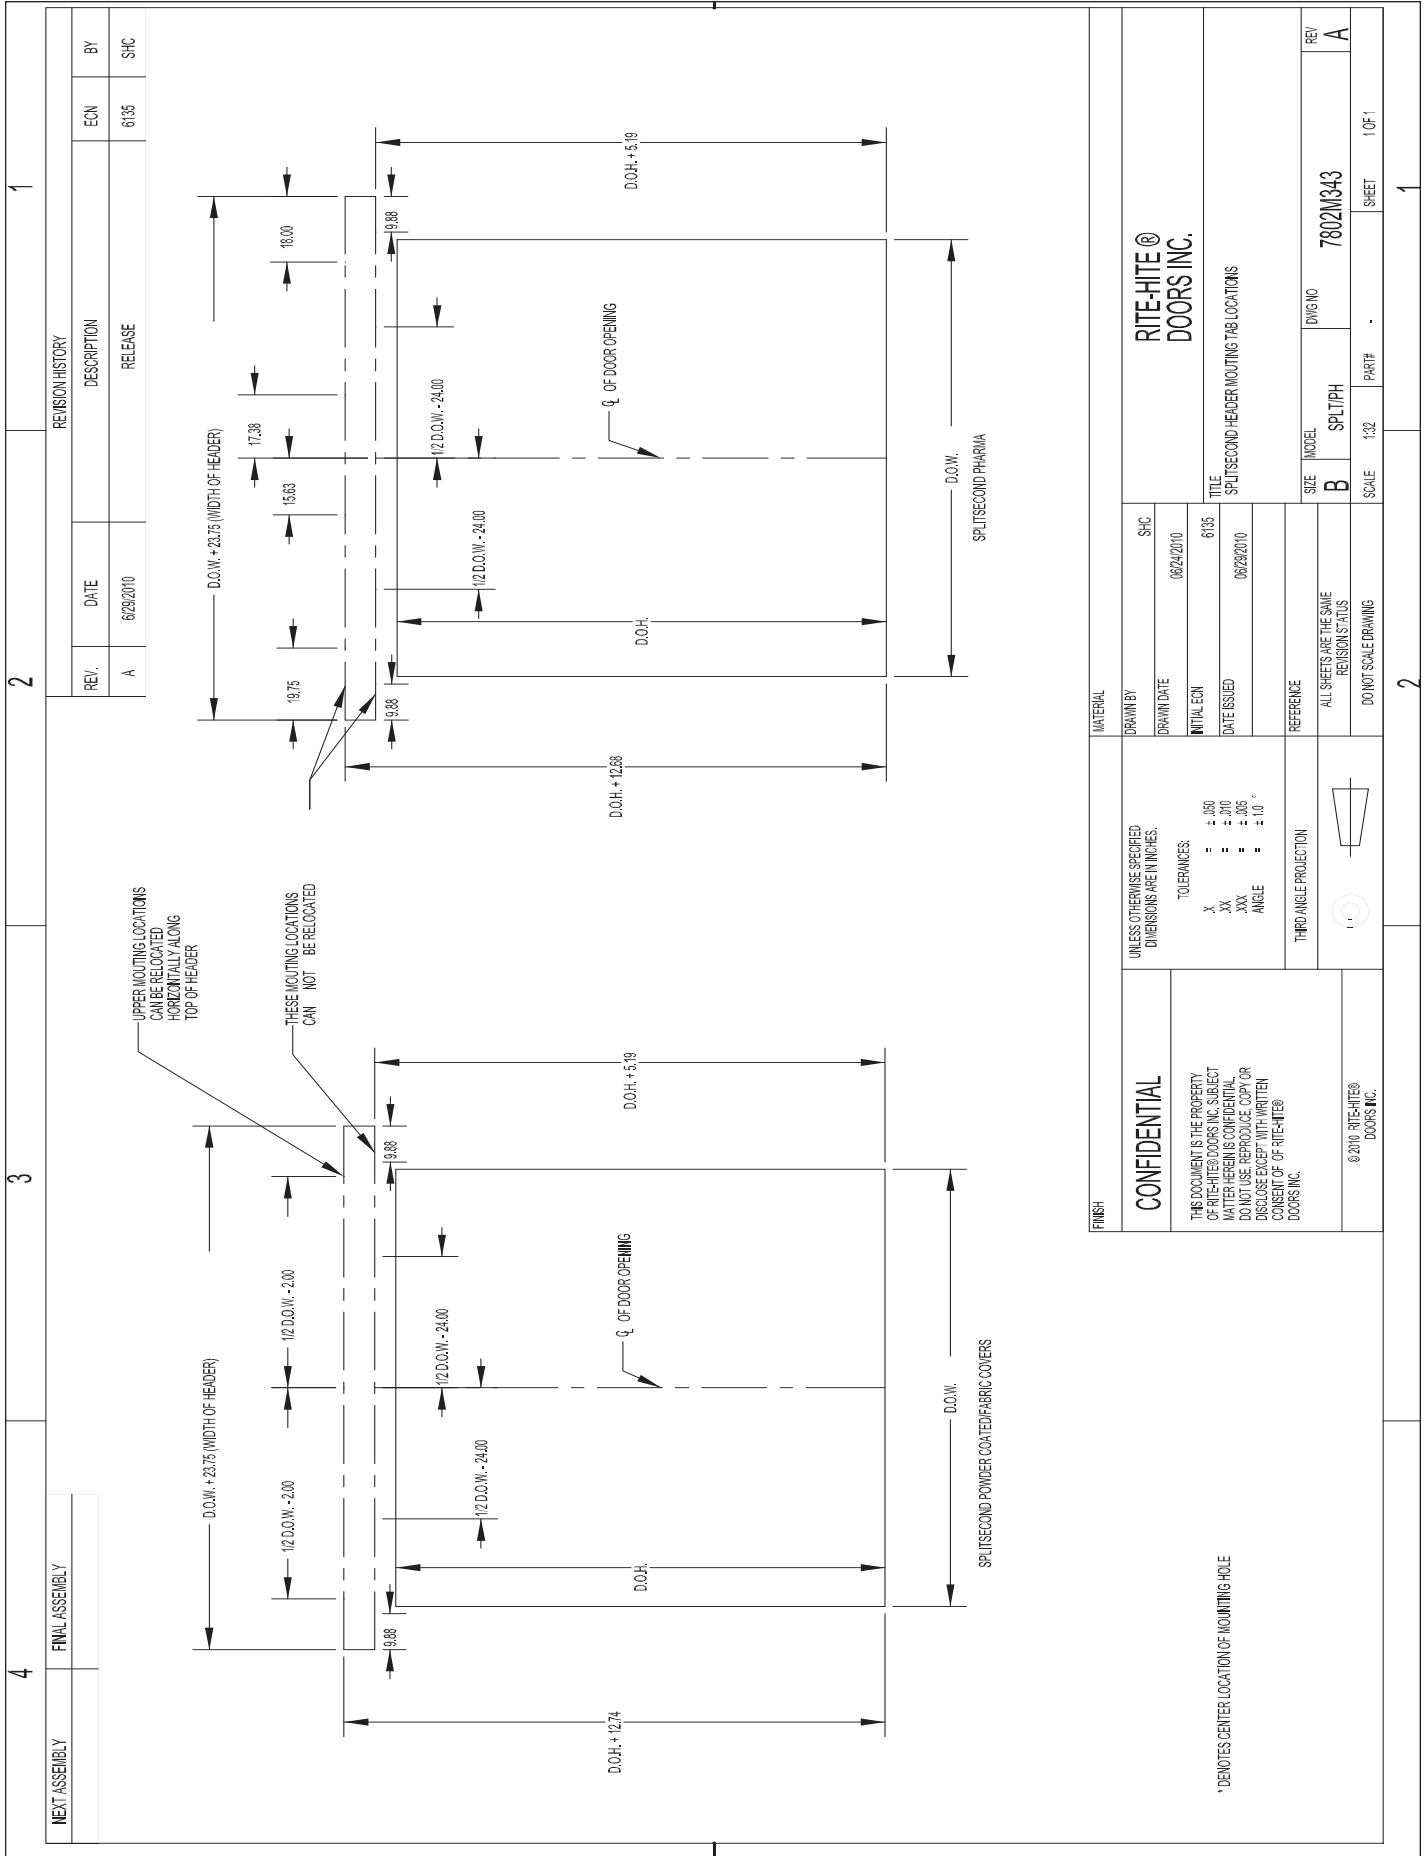 4
3
2
1
NEXT ASSEMBLY
FINAL ASSEMBLY
REVISION HISTORY
REV. DATE DESCRIPTION ECN BY
A 6/29/2010 RELEASE 6135 SHC
UPPER MOUTING LOCATIONS
CAN BE RELOCATED
HORIZONTALLY ALONG
TOP OF HEADER
THESE MOUTING LOCATIONS
CAN NOT BE RELOCATED
D.O.W. + 23.75 (WIDTH OF HEADER)
1/2 D.O.W. - 2.00
1/2 D.O.W. - 2.00
9.88
9.88
1/2 D.O.W. - 24.00
1/2 D.O.W. - 24.00
D.O.H. + 12.74
D.O.H.
D.O.H. + 5.19
℄ OF DOOR OPENING
D.O.W.
SPLITSECOND POWDER COATED/FABRIC COVERS
D.O.W. + 23.75 (WIDTH OF HEADER)
17.38
19.75
15.63
18.00
9.88
9.88
1/2 D.O.W. - 24.00
1/2 D.O.W. - 24.00
D.O.H. + 12.68
D.O.H.
D.O.H. + 5.19
℄ OF DOOR OPENING
D.O.W.
SPLITSECOND PHARMA
* DENOTES CENTER LOCATION OF MOUNTING HOLE
FINISH
MATERIAL
CONFIDENTIAL
THIS DOCUMENT IS THE PROPERTY
OF RITE-HITE® DOORS INC. SUBJECT
MATTER HEREIN IS CONFIDENTIAL.
DO NOT USE, REPRODUCE, COPY OR
DISCLOSE EXCEPT WITH WRITTEN
CONSENT OF OF RITE-HITE®
DOORS INC.
© 2010 RITE-HITE®
DOORS INC.
UNLESS OTHERWISE SPECIFIED
DIMENSIONS ARE IN INCHES.
TOLERANCES:
.X = ± .050
.XX = ± .010
.XXX = ± .005
ANGLE = ± 1.0 °
THIRD ANGLE PROJECTION
DRAWN BY SHC
DRAWN DATE 06/24/2010
INITIAL ECN 6135
DATE ISSUED 06/29/2010
REFERENCE
ALL SHEETS ARE THE SAME
REVISION STATUS
DO NOT SCALE DRAWING
RITE-HITE ®
DOORS INC.
TITLE
SPLITSECOND HEADER MOUTING TAB LOCATIONS
SIZE MODEL DWG NO REV
B SPLT/PH 7802M343 A
SCALE 1:32 PART# - SHEET 1 OF 1
2
1